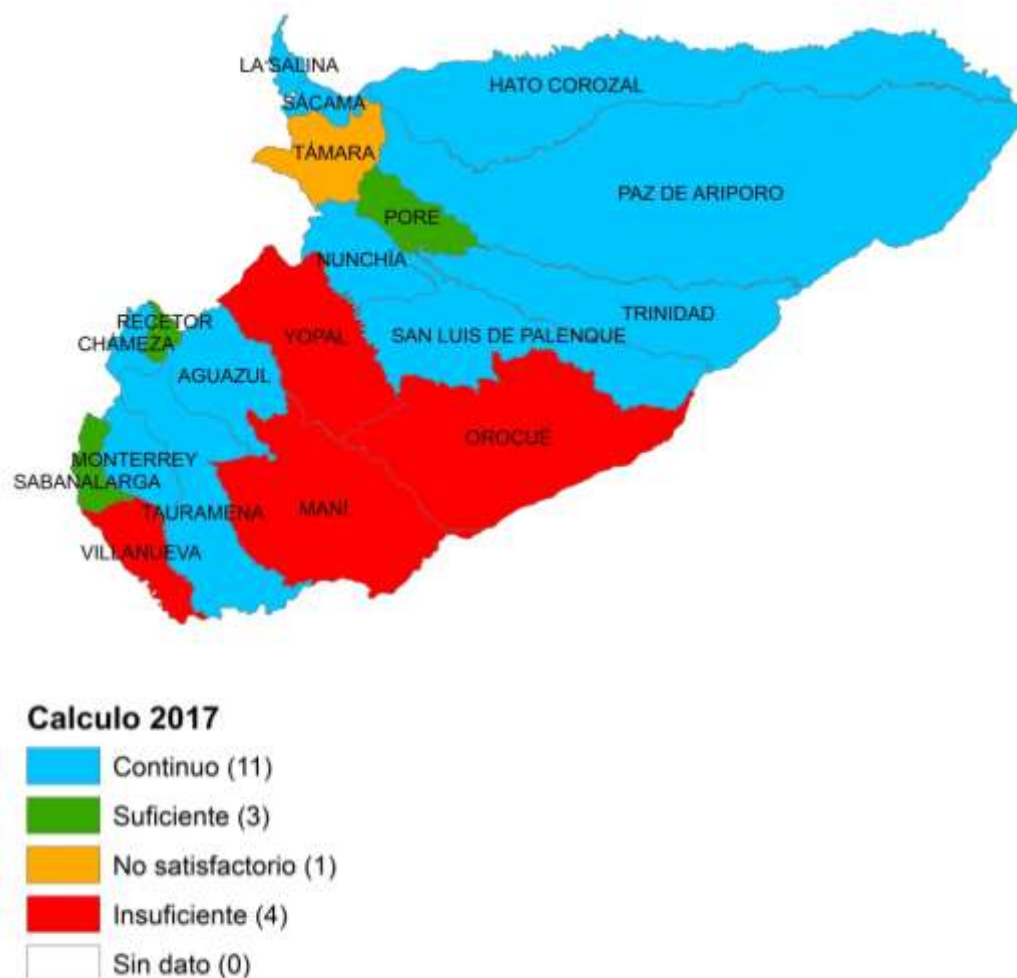 LA SALINA
HATO COROZAL
SÁCAMA
TÁMARA
PAZ DE ARIPORO
PORE
NUNCHÍA
TRINIDAD
RECETOR
YOPAL
SAN LUIS DE PALENQUE
CHÁMEZA
AGUAZUL
OROCUÉ
MONTERREY
SABANALARGA
TAURAMENA
MANÍ
VILLANUEVA
Calculo 2017
Continuo (11)
Suficiente (3)
No satisfactorio (1)
Insuficiente (4)
Sin dato (0)